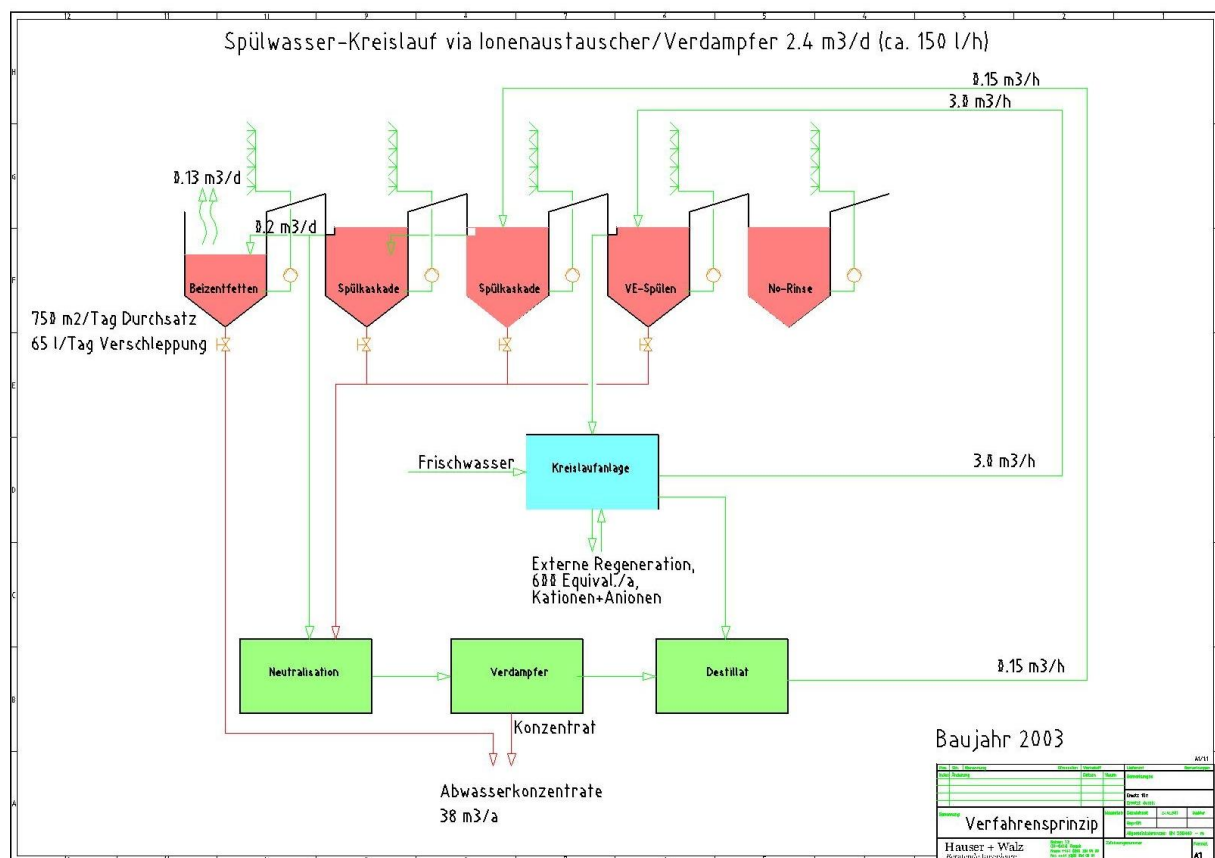 Spülwasser-Kreislauf via Ionenaustauscher/Verdampfer 2.4 m3/d (ca. 150 l/h)
0.15 m3/h
3.0 m3/h
0.13 m3/d
0.2 m3/d
Beizentfetten
Spülkaskade
Spülkaskade
VE-Spülen
No-Rinse
750 m2/Tag Durchsatz
65 l/Tag Verschleppung
Frischwasser
Kreislaufanlage
3.0 m3/h
Externe Regeneration,
600 Equival./a,
Kationen+Anionen
Neutralisation
Verdampfer
Destillat
0.15 m3/h
Konzentrat
Abwasserkonzentrate
38 m3/a
Baujahr 2003
Verfahrensprinzip
Hauser + Walz
A1